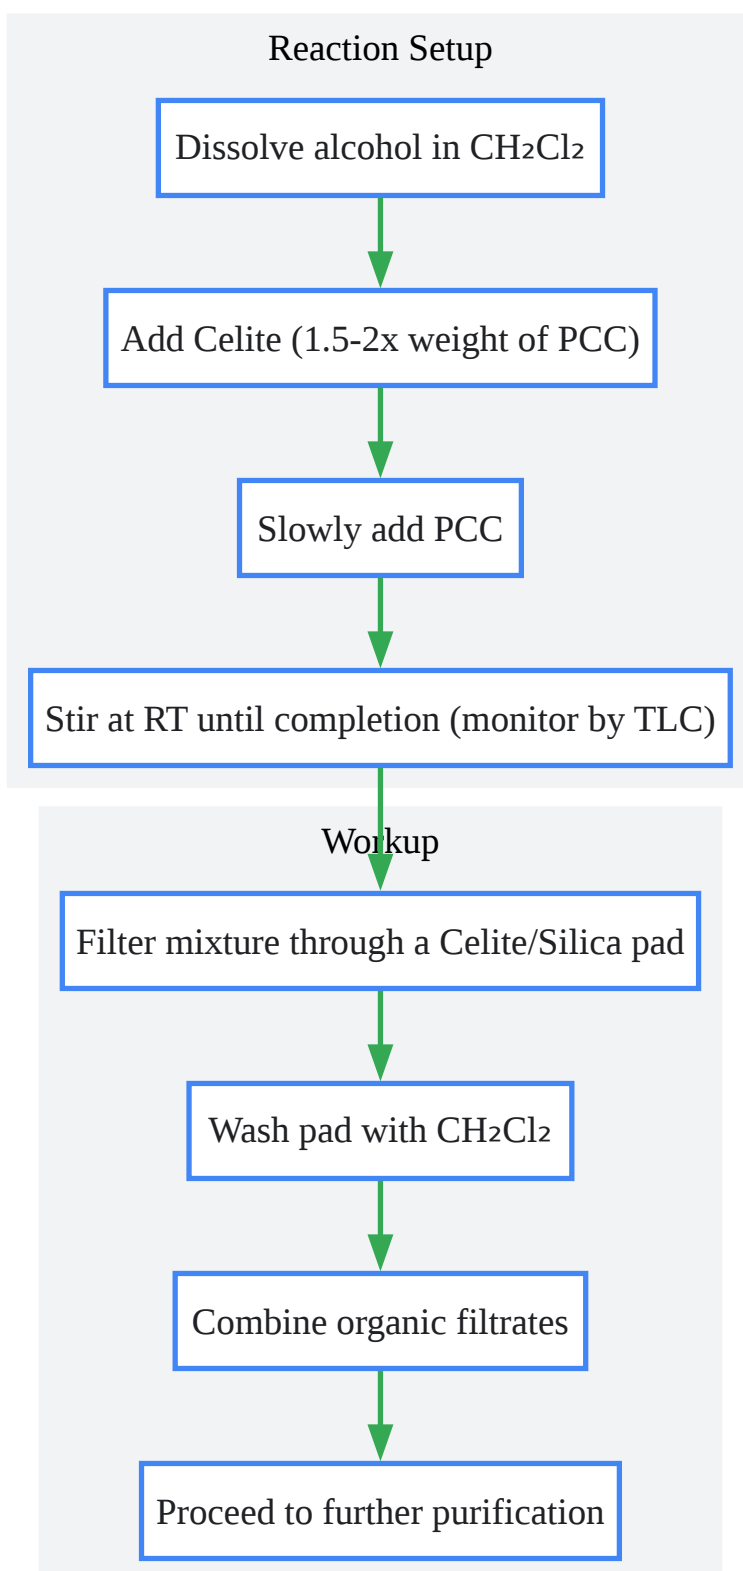 Reaction Setup
Dissolve alcohol in CH₂Cl₂
Add Celite (1.5-2x weight of PCC)
Slowly add PCC
Stir at RT until completion (monitor by TLC)
Workup
Filter mixture through a Celite/Silica pad
Wash pad with CH₂Cl₂
Combine organic filtrates
Proceed to further purification